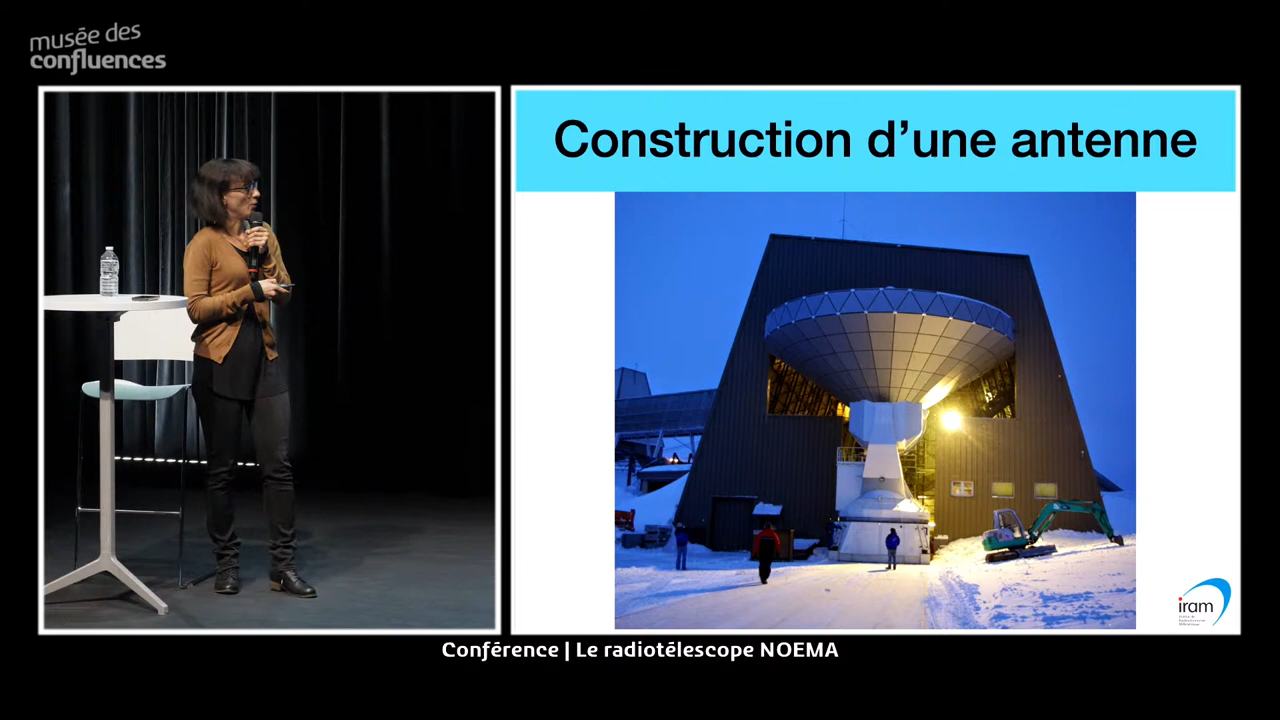 musée des
confluences
Construction d’une antenne
iram
Conférence | Le radiotélescope NOEMA